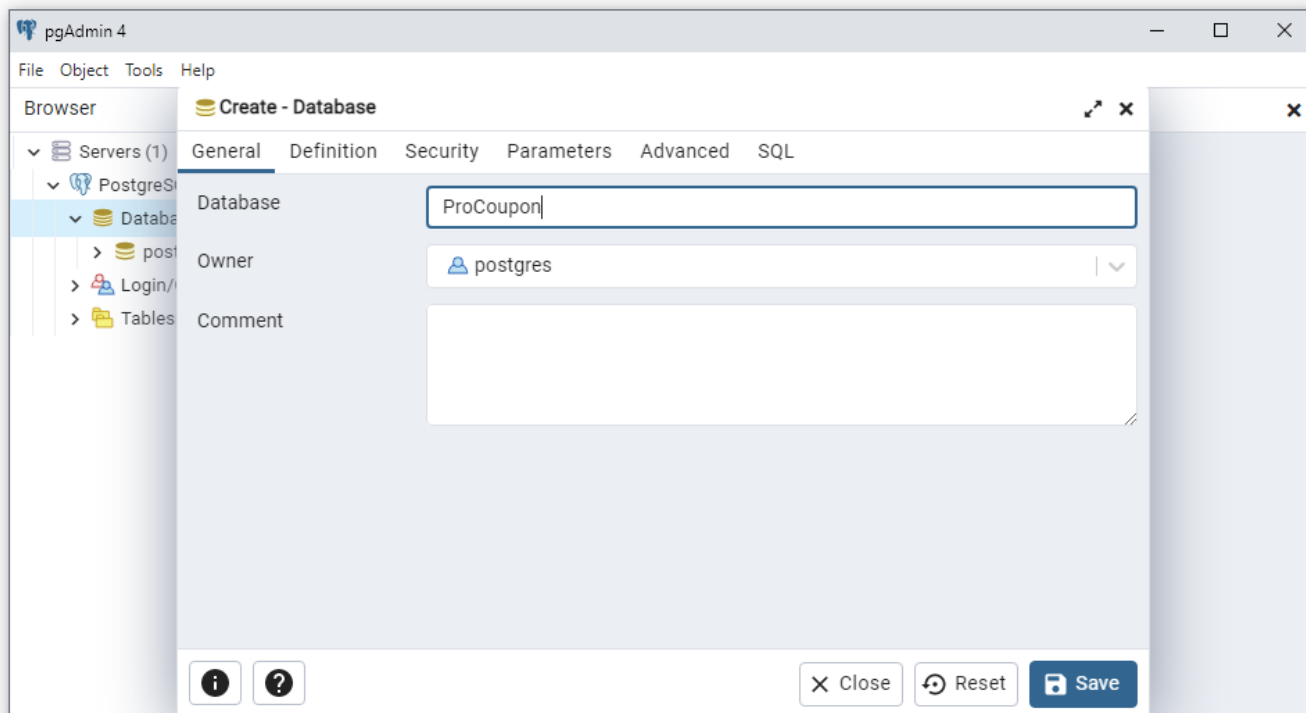 pgAdmin 4
File Object Tools Help
Browser
Create - Database
Servers (1)
General Definition Security Parameters Advanced SQL
Database
ProCoupon
Owner
postgres
Comment
Login/
Tables
Close Reset Save